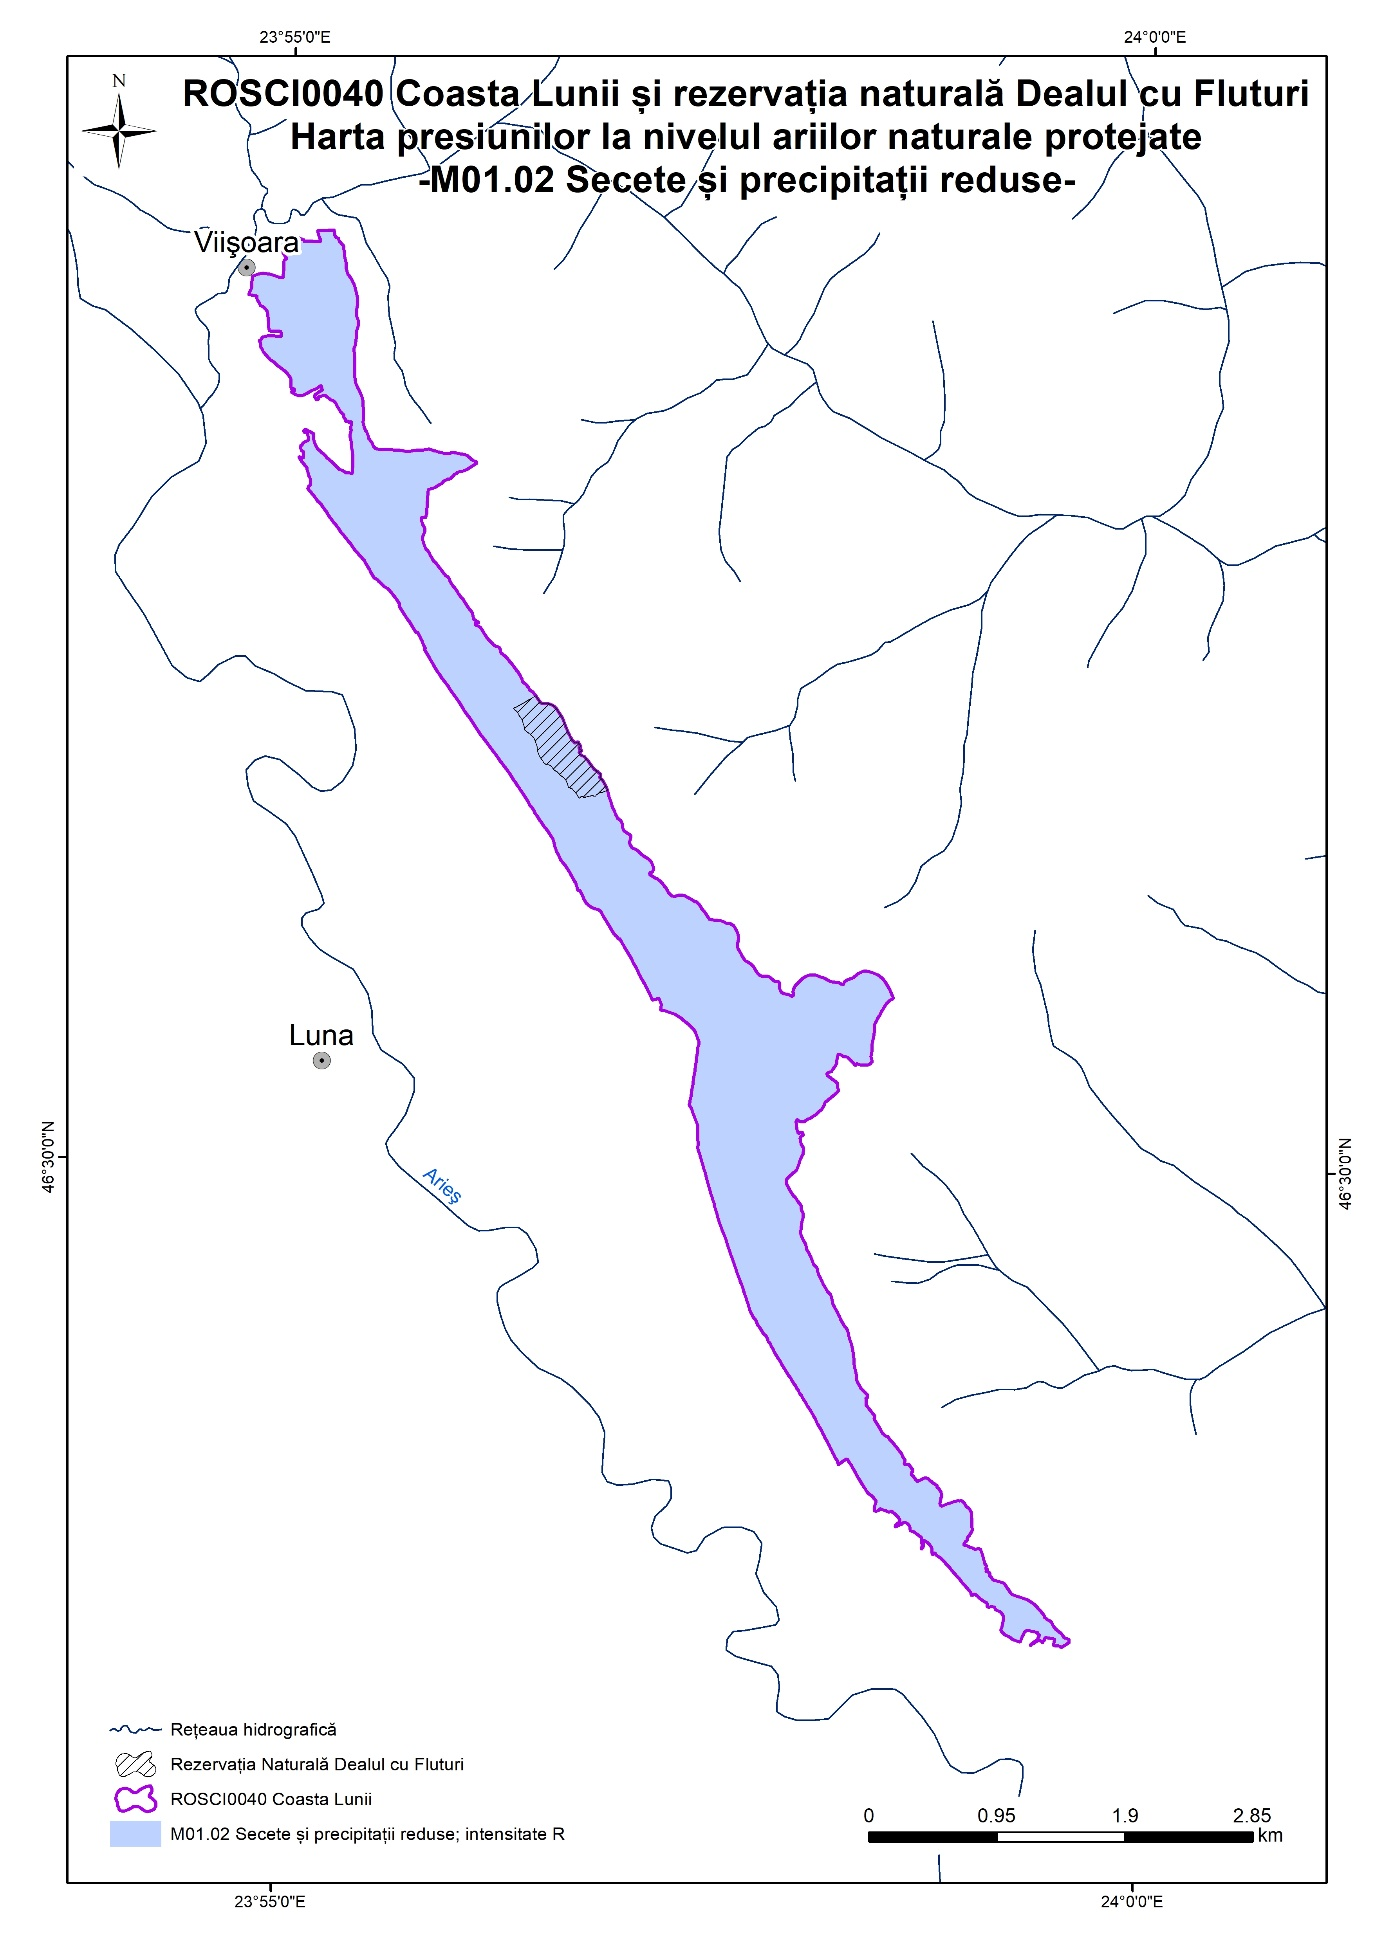 23°55'0"E
24°0'0"E
N
ROSCI0040 Coasta Lunii și rezervația naturală Dealul cu Fluturi
Harta presiunilor la nivelul ariilor naturale protejate
-M01.02 Secete și precipitații reduse-
Viişoara
Luna
46°30'0"N
46°30'0"N
Arieş
Rețeaua hidrografică
Rezervația Naturală Dealul cu Fluturi
ROSCI0040 Coasta Lunii
M01.02 Secete și precipitații reduse; intensitate R
0 0.95 1.9 2.85
km
23°55'0"E
24°0'0"E